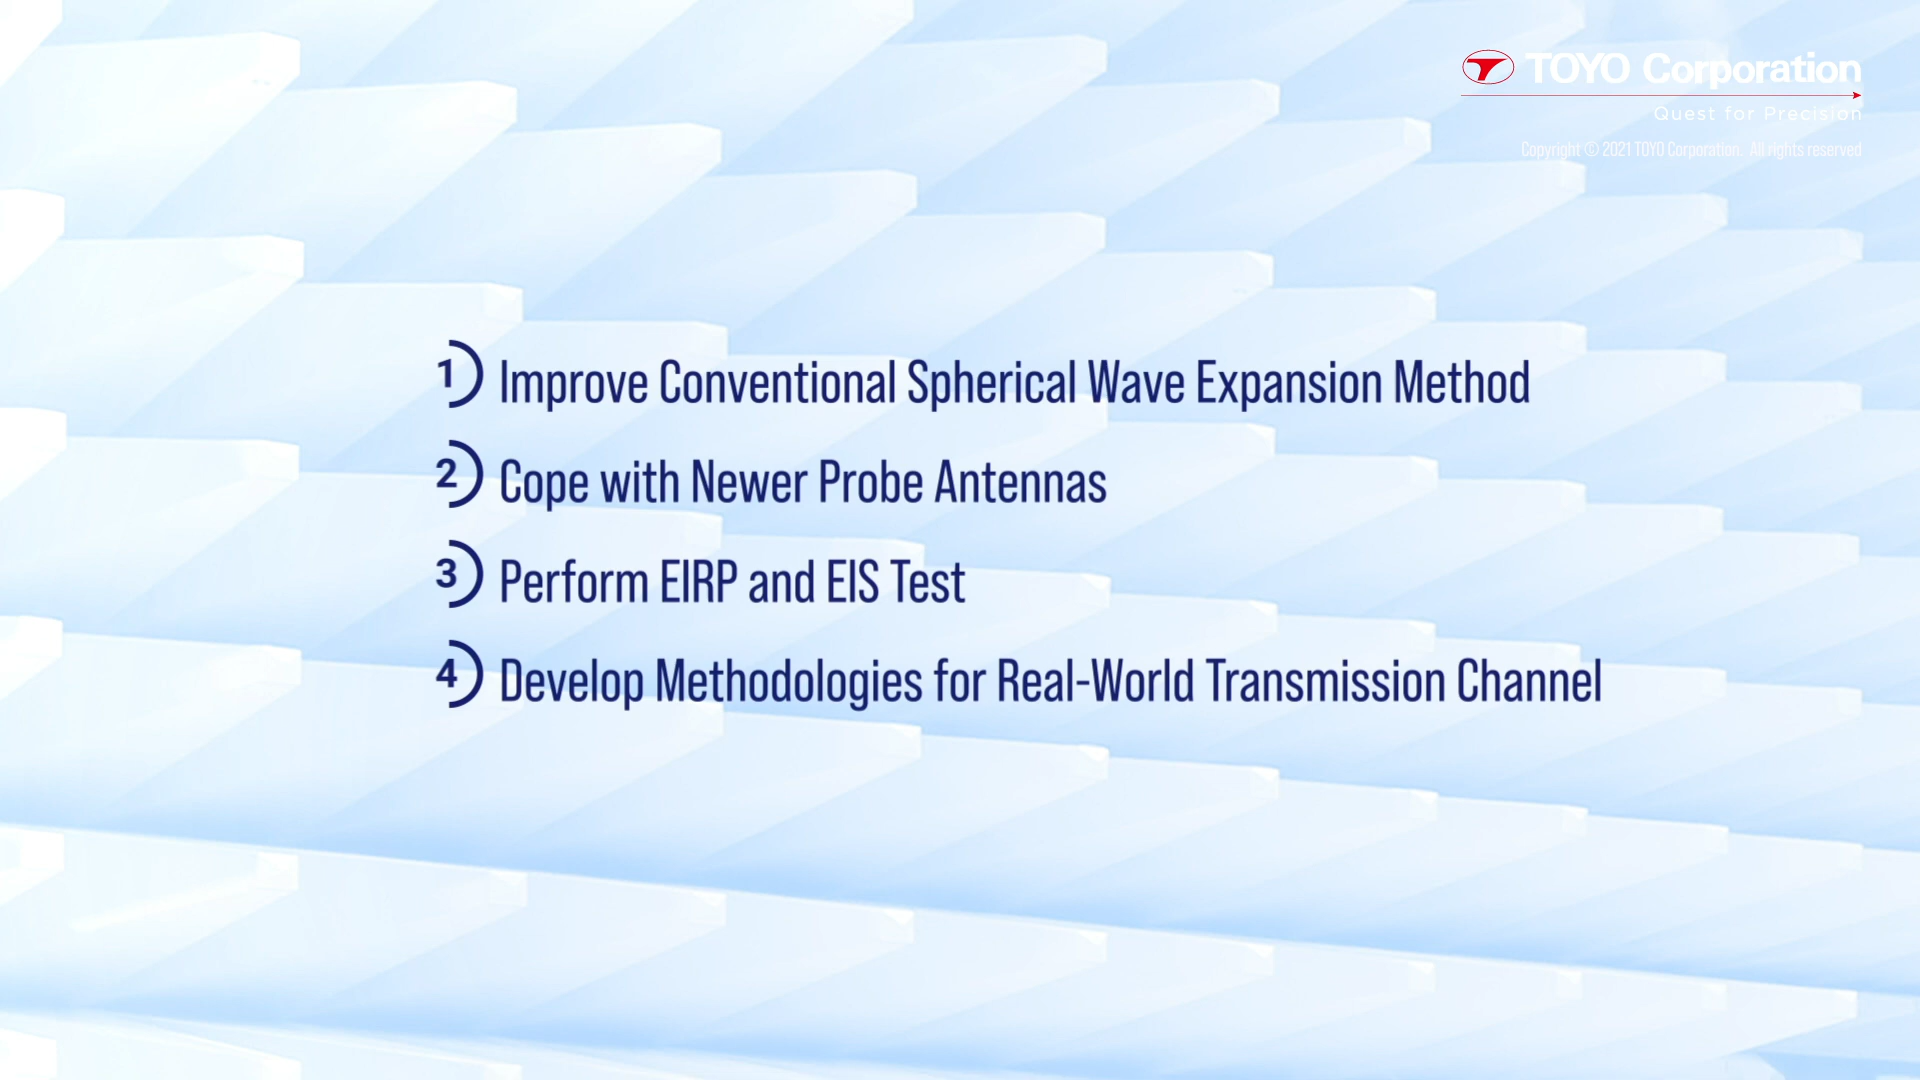 TOYO Corporation
Quest for Precision
Copyright © 2021 TOYO Corporation. All rights reserved
1 Improve Conventional Spherical Wave Expansion Method
2 Cope with Newer Probe Antennas
3 Perform EIRP and EIS Test
4 Develop Methodologies for Real-World Transmission Channel